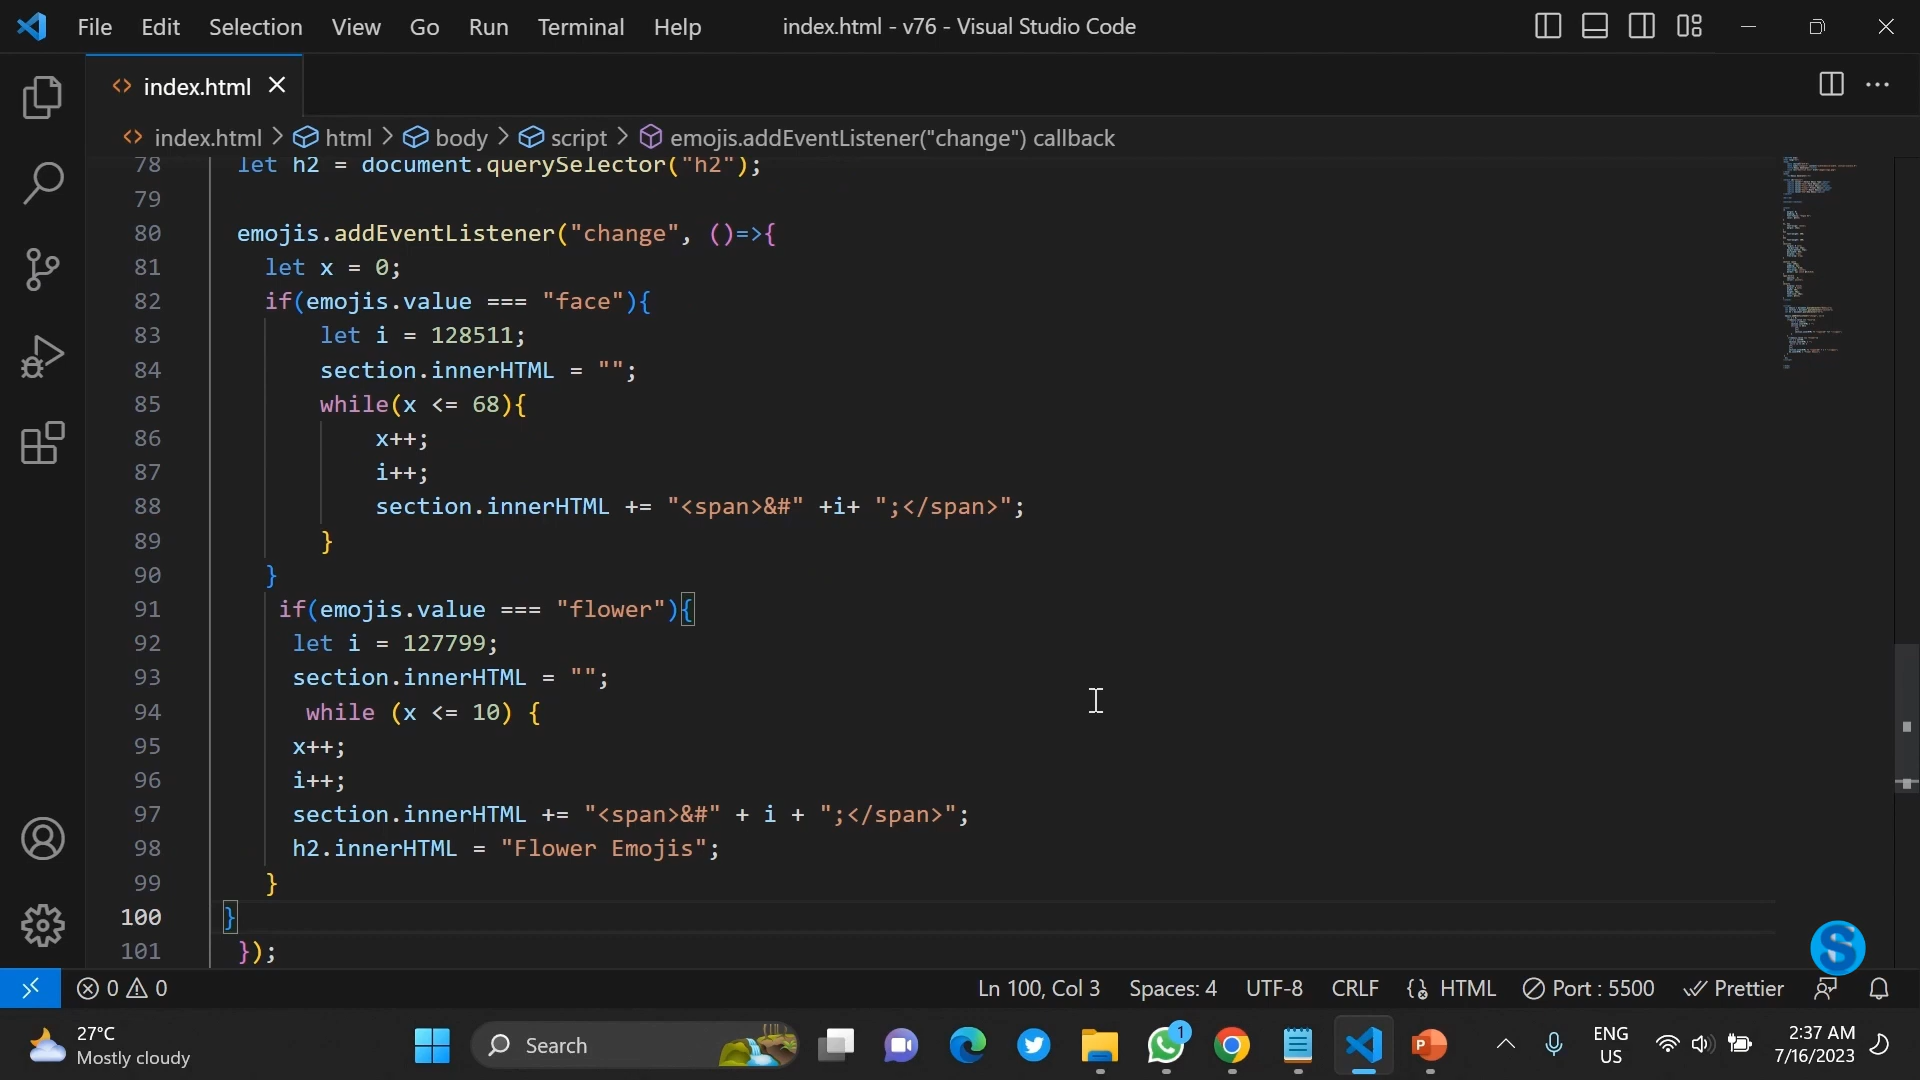 File Edit Selection View Go Run Terminal Help index.html - v76 - Visual Studio Code
<> index.html ×
<> index.html > html > body > script > emojis.addEventListener("change") callback
78 let h2 = document.querySelector("h2");
79
80 emojis.addEventListener("change", ()=>{
81 let x = 0;
82 if(emojis.value === "face"){
83 let i = 128511;
84 section.innerHTML = "";
85 while(x <= 68){
86 x++;
87 i++;
88 section.innerHTML += "<span>&#" +i+ ";</span>";
89 }
90 }
91 if(emojis.value === "flower"){
92 let i = 127799;
93 section.innerHTML = "";
94 while (x <= 10) {
95 x++;
96 i++;
97 section.innerHTML += "<span>&#" + i + ";</span>";
98 h2.innerHTML = "Flower Emojis";
99 }
100 }
101 });
0 0 Ln 100, Col 3 Spaces: 4 UTF-8 CRLF HTML Port : 5500 Prettier
S
27°C
Mostly cloudy
Search
1
P
ENG
US
2:37 AM
7/16/2023